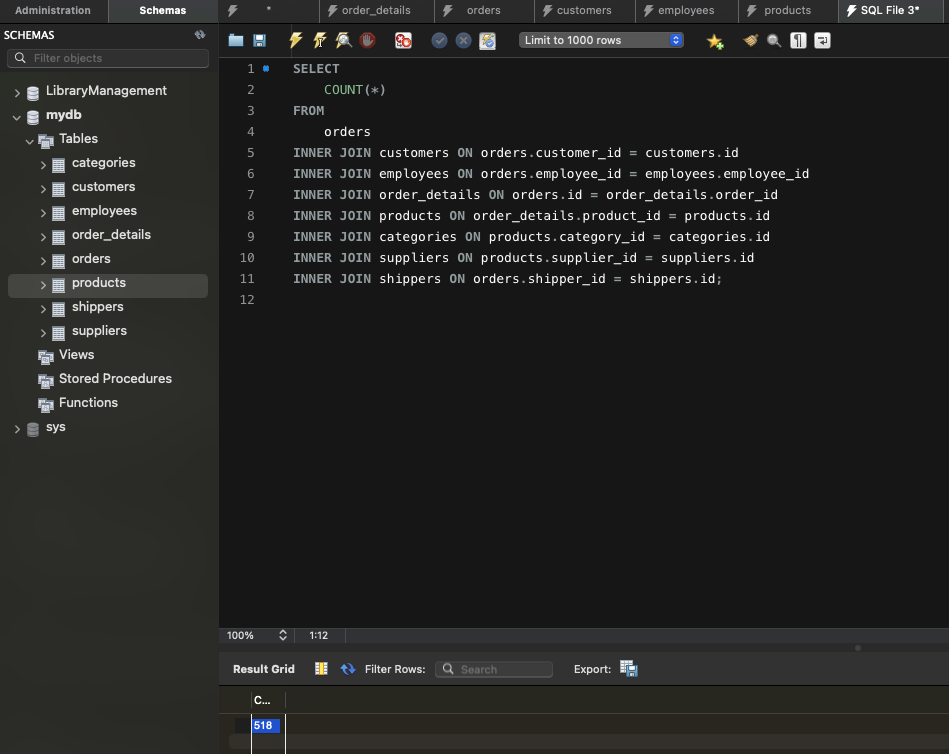 Administration
Schemas
*
order_details
orders
customers
employees
products
SQL File 3*
SCHEMAS
Filter objects
LibraryManagement
mydb
Tables
categories
customers
employees
order_details
orders
products
shippers
suppliers
Views
Stored Procedures
Functions
sys
Limit to 1000 rows
1 SELECT
2 COUNT(*)
3 FROM
4 orders
5 INNER JOIN customers ON orders.customer_id = customers.id
6 INNER JOIN employees ON orders.employee_id = employees.employee_id
7 INNER JOIN order_details ON orders.id = order_details.order_id
8 INNER JOIN products ON order_details.product_id = products.id
9 INNER JOIN categories ON products.category_id = categories.id
10 INNER JOIN suppliers ON products.supplier_id = suppliers.id
11 INNER JOIN shippers ON orders.shipper_id = shippers.id;
12
100% 1:12
Result Grid Filter Rows: Search Export:
C...
518